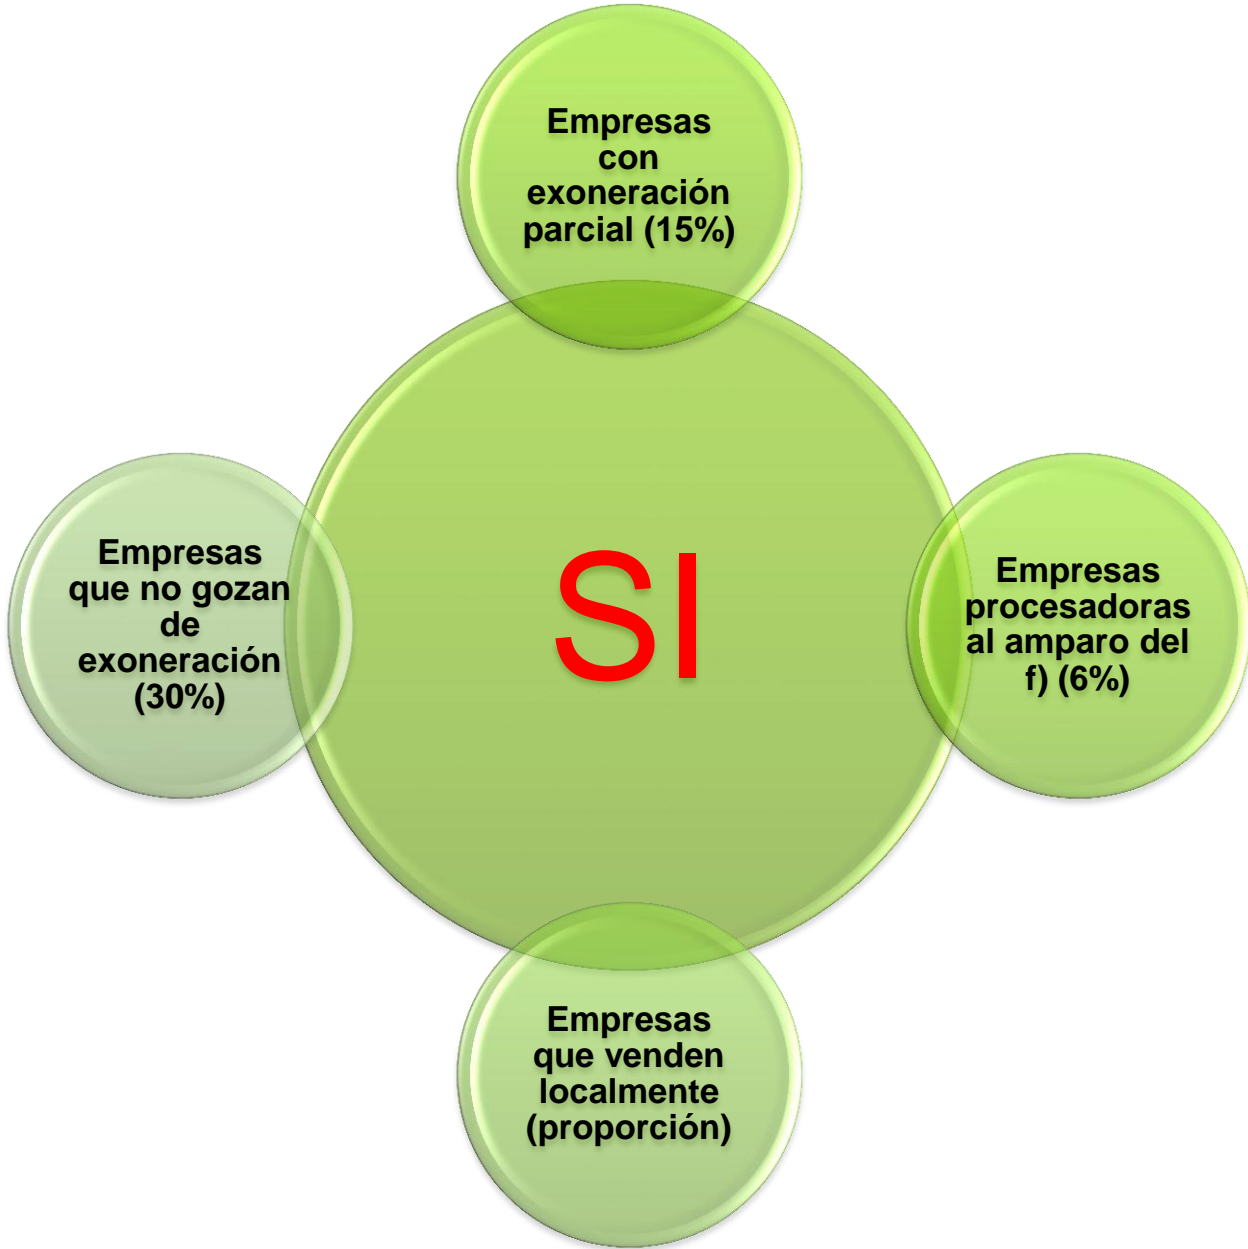 Empresas
con
exoneración
parcial (15%)
Empresas
que no gozan
de
exoneración
(30%)
SI
Empresas
procesadoras
al amparo del
f) (6%)
Empresas
que venden
localmente
(proporción)